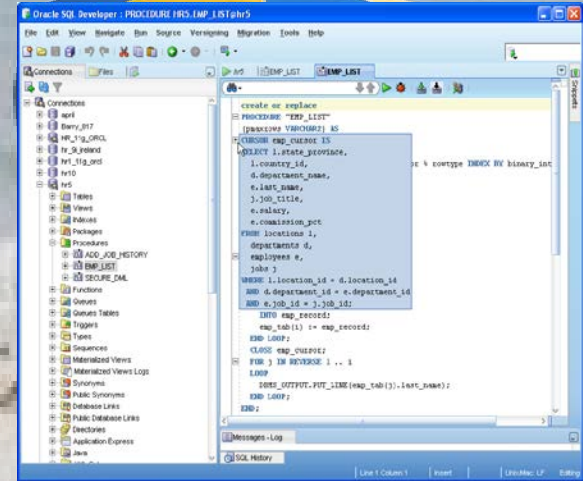 Oracle SQL Developer : PROCEDURE HR5.EMP_LIST@hr5
File Edit View Navigate Run Source Versioning Migration Tools Help
Connections
Files
hr5
EMP_LIST
EMP_LIST
Snippets
Connections
april
Barry_817
HR_11g_ORCL
hr_9i_ireland
hr1_11g_orcl
hr10
hr5
Tables
Views
Indexes
Packages
Procedures
ADD_JOB_HISTORY
EMP_LIST
SECURE_DML
Functions
Queues
Queues Tables
Triggers
Types
Sequences
Materialized Views
Materialized Views Logs
Synonyms
Public Synonyms
Database Links
Public Database Links
Directories
Application Express
Java
create or replace
PROCEDURE "EMP_LIST"
(pmaxrows VARCHAR2) AS
CURSOR emp_cursor IS
SELECT l.state_province,
l.country_id,
r % rowtype INDEX BY binary_int
d.department_name,
e.last_name,
j.job_title,
e.salary,
e.commission_pct
FROM locations l,
departments d,
employees e,
jobs j
WHERE l.location_id = d.location_id
AND d.department_id = e.department_id
AND e.job_id = j.job_id;
INTO emp_record;
emp_tab(i) := emp_record;
END LOOP;
CLOSE emp_cursor;
FOR j IN REVERSE 1 .. i
LOOP
DBMS_OUTPUT.PUT_LINE(emp_tab(j).last_name);
END LOOP;
END;
Messages - Log
SQL History
Line 1 Column 1
Insert
Unix/Mac: LF
Editing